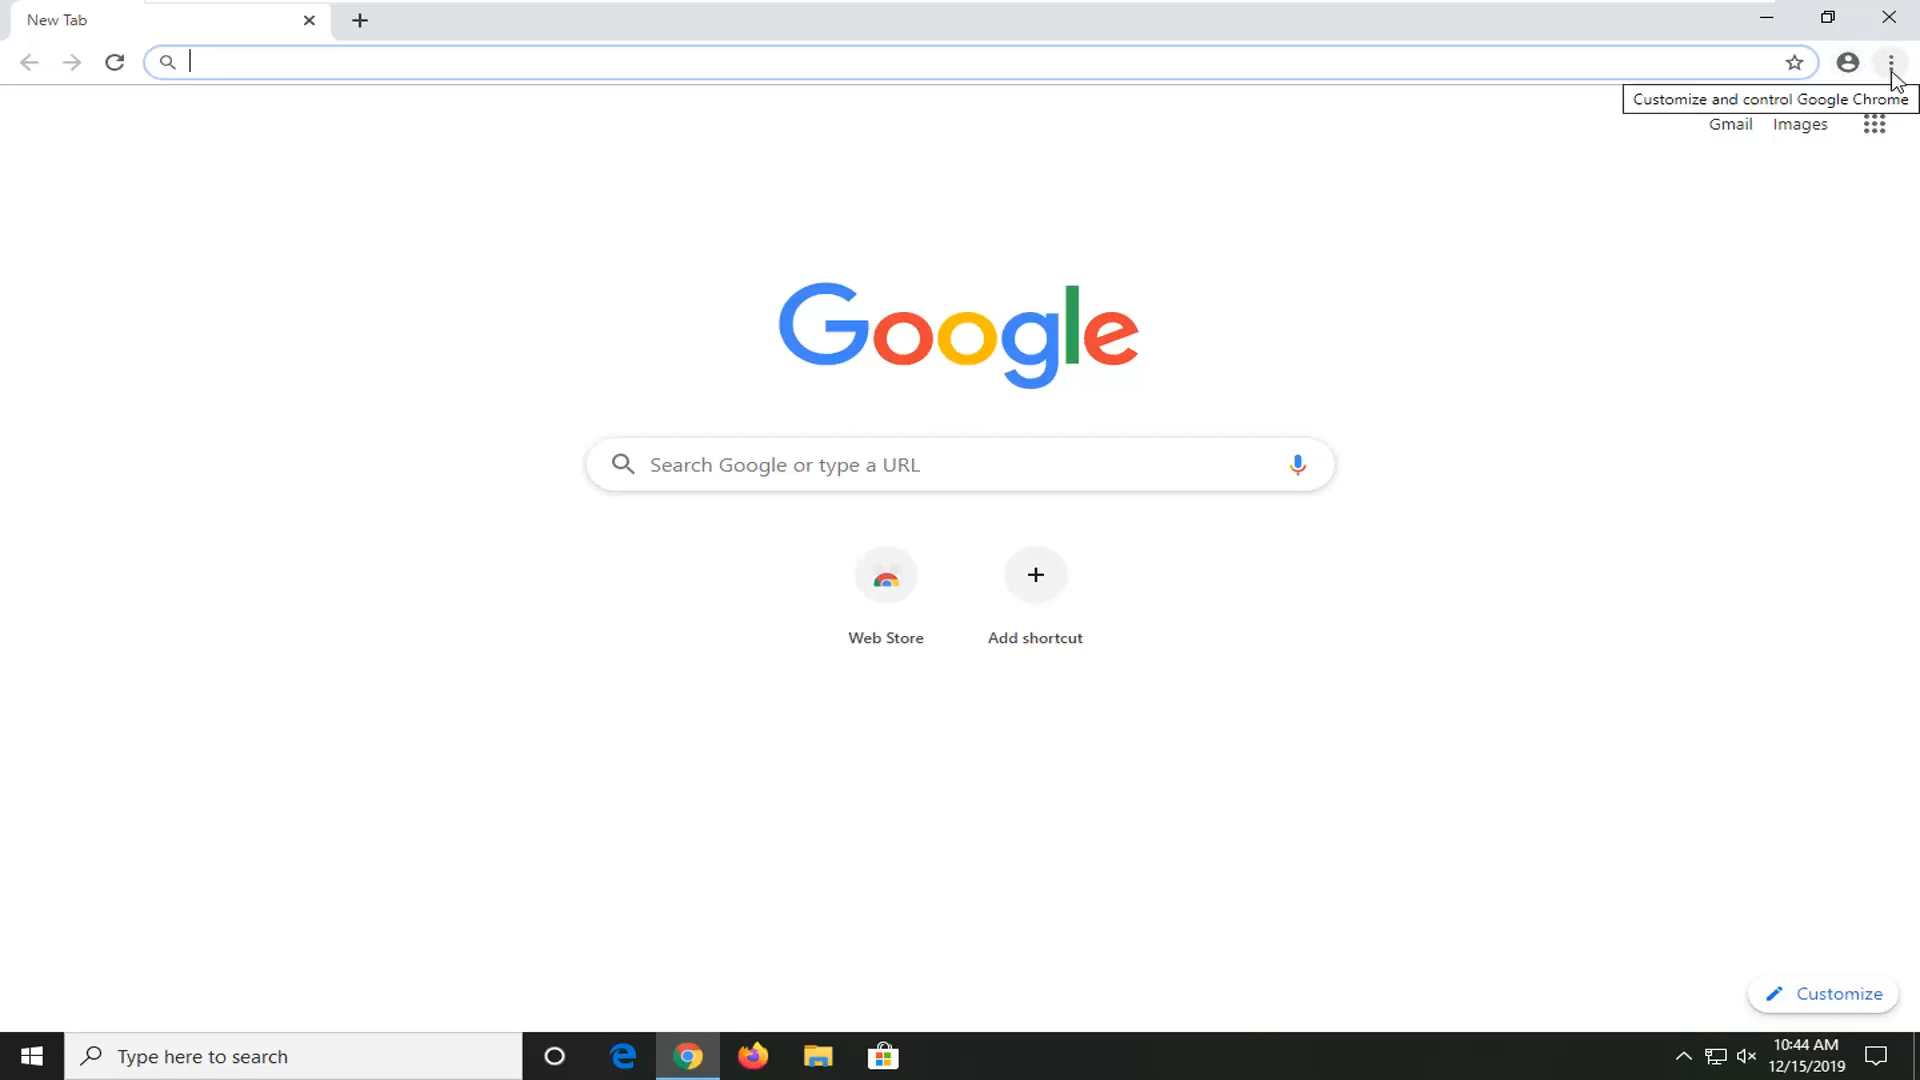 New Tab
Customize and control Google Chrome
Gmail Images
Google
Search Google or type a URL
Web Store Add shortcut
Customize
Type here to search
10:44 AM
12/15/2019